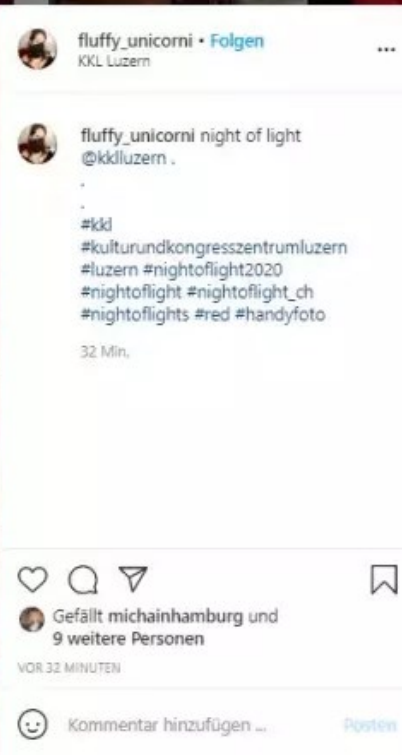 fluffy_unicorni • Folgen
KKL Luzern
...
fluffy_unicorni night of light
@kklluzern .
.
.
#kkl
#kulturundkongresszentrumluzern
#luzern #nightoflight2020
#nightoflight #nightoflight_ch
#nightoflights #red #handyfoto
32 Min.
Gefällt michainhamburg und
9 weitere Personen
VOR 32 MINUTEN
Kommentar hinzufügen ... Posten